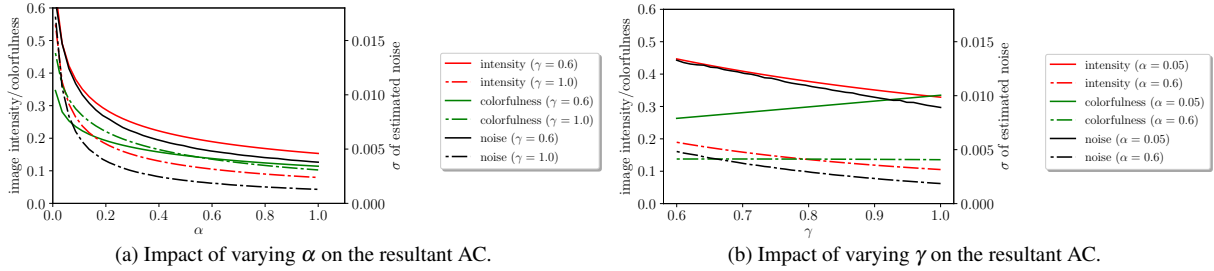 image intensity/colorfulness
0.6
0.5
0.4
0.3
0.2
0.1
0.0
0.0 0.2 0.4 0.6 0.8 1.0
α
0.015
0.010
0.005
0.000
σ of estimated noise
intensity (γ = 0.6)
intensity (γ = 1.0)
colorfulness (γ = 0.6)
colorfulness (γ = 1.0)
noise (γ = 0.6)
noise (γ = 1.0)
(a) Impact of varying α on the resultant AC.
image intensity/colorfulness
0.6
0.5
0.4
0.3
0.2
0.1
0.0
0.6 0.7 0.8 0.9 1.0
γ
0.015
0.010
0.005
0.000
σ of estimated noise
intensity (α = 0.05)
intensity (α = 0.6)
colorfulness (α = 0.05)
colorfulness (α = 0.6)
noise (α = 0.05)
noise (α = 0.6)
(b) Impact of varying γ on the resultant AC.